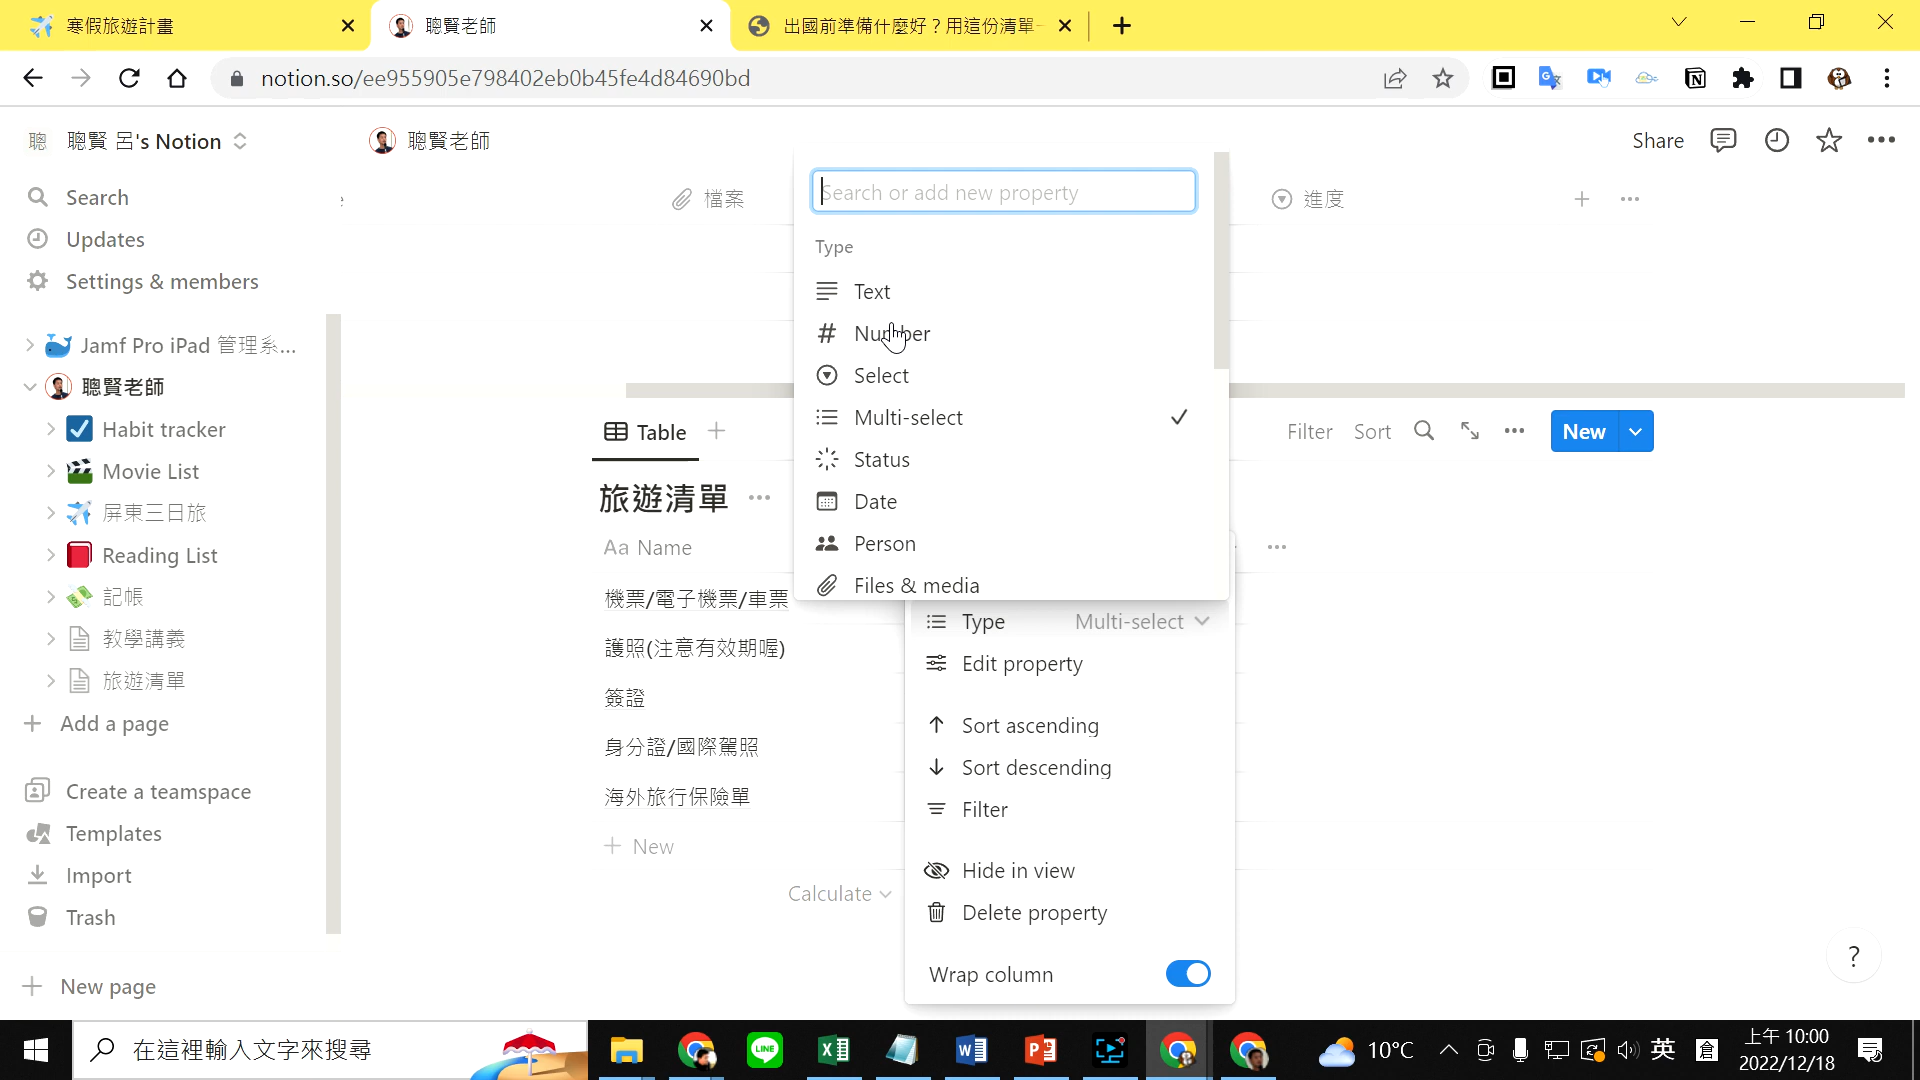 寒假旅遊計畫
聰賢老師
出國前準備什麼好？用這份清單一
notion.so/ee955905e798402eb0b45fe4d84690bd
聰 聰賢 呂's Notion
聰賢老師
Share
Search
Updates
Settings & members
Jamf Pro iPad 管理系...
聰賢老師
Habit tracker
Movie List
屏東三日旅
Reading List
記帳
教學講義
旅遊清單
Add a page
Create a teamspace
Templates
Import
Trash
New page
檔案
進度
Search or add new property
Type
Text
Number
Select
Multi-select
Status
Date
Person
Files & media
Table
Filter
Sort
New
旅遊清單
Aa Name
機票/電子機票/車票
護照(注意有效期喔)
簽證
身分證/國際駕照
海外旅行保險單
New
Calculate
Type Multi-select
Edit property
Sort ascending
Sort descending
Filter
Hide in view
Delete property
Wrap column
?
在這裡輸入文字來搜尋
LINE
10°C
英
倉
上午 10:00
2022/12/18